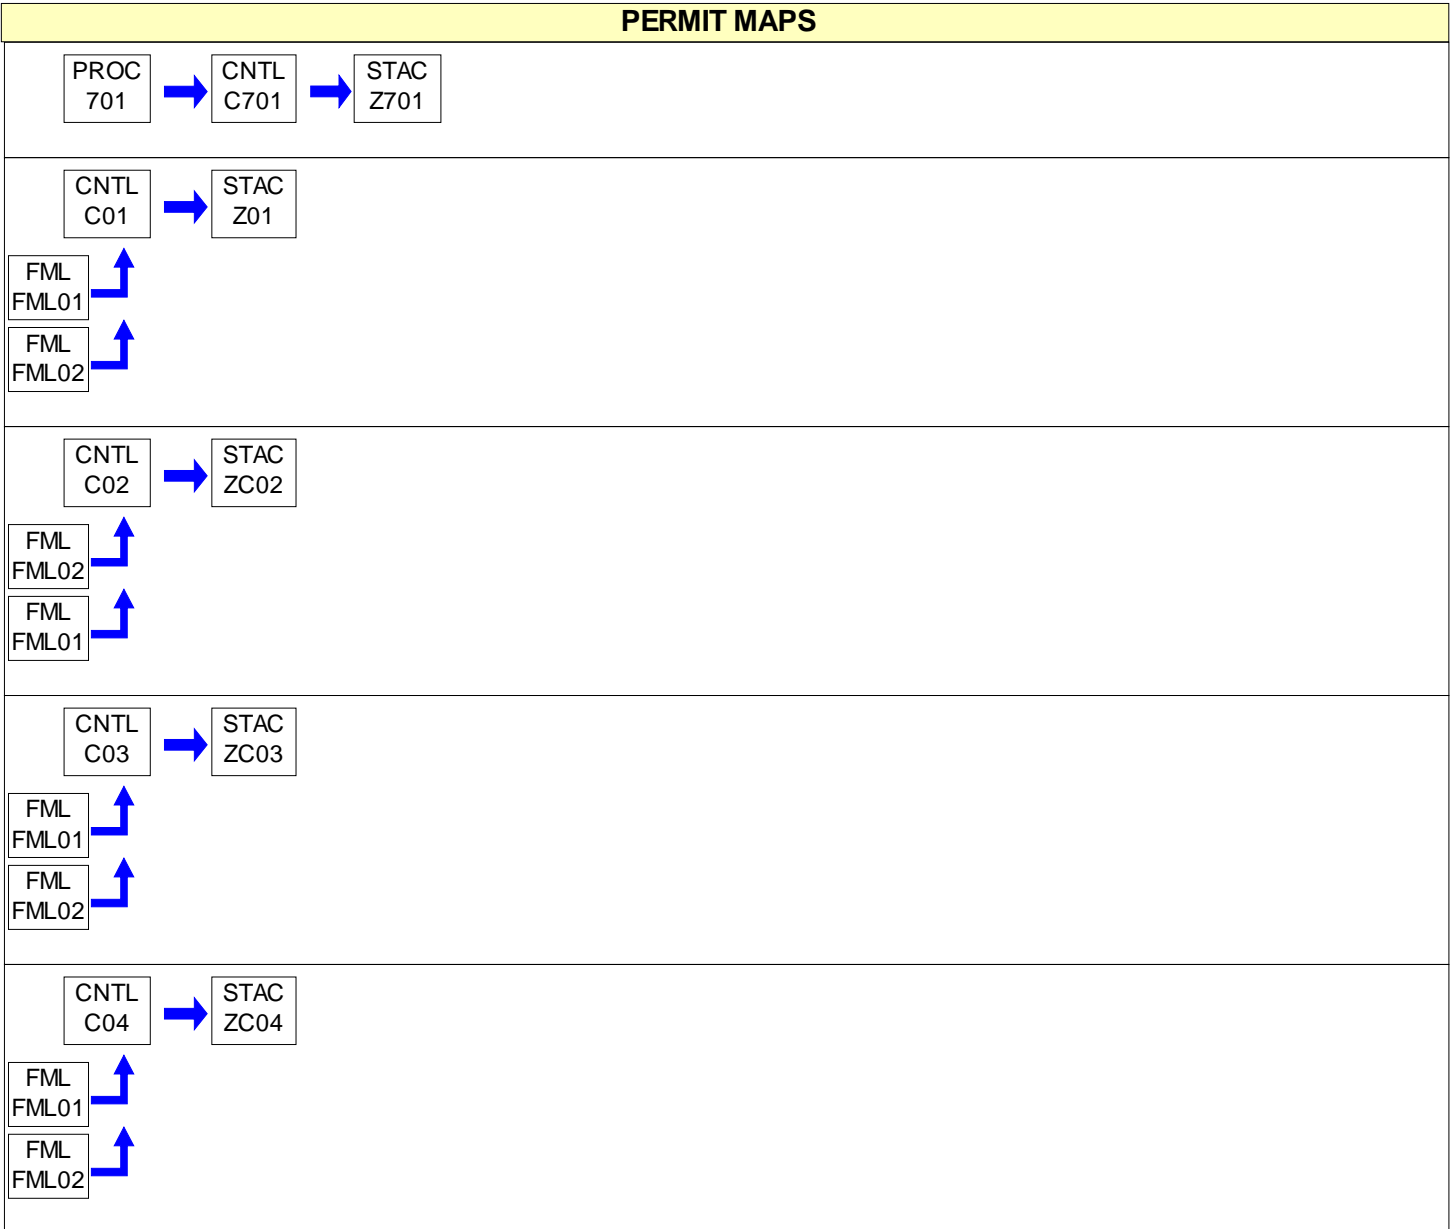 PERMIT MAPS
PROC
701
CNTL
C701
STAC
Z701
CNTL
C01
STAC
Z01
FML
FML01
FML
FML02
CNTL
C02
STAC
ZC02
FML
FML02
FML
FML01
CNTL
C03
STAC
ZC03
FML
FML01
FML
FML02
CNTL
C04
STAC
ZC04
FML
FML01
FML
FML02